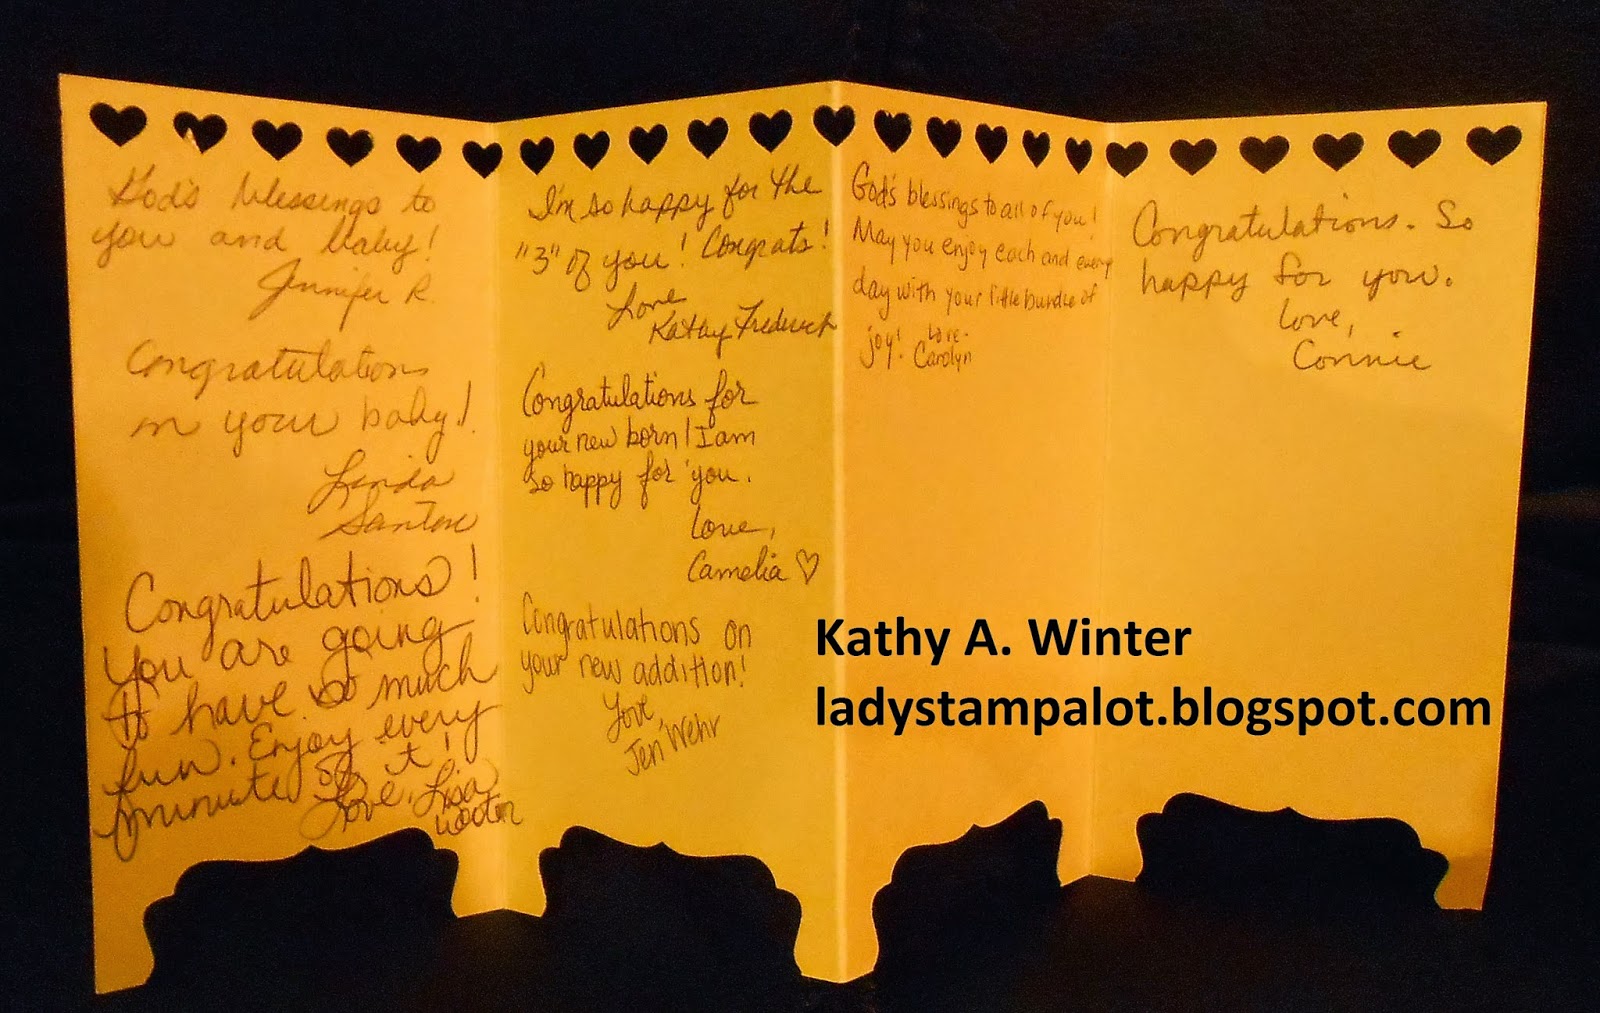 God's blessings to
you and baby!
Jennifer R.
Congratulations
on your baby!
Linda
Santore
Congratulations!
You are going
to have so much
fun. Enjoy every
minute of it!
Love, Lisa
Wooton
I'm so happy for the
"3" of you! Congrats!
Love
Kathy Frederick
Congratulations for
your new born! I am
so happy for you.
Love,
Camelia ♡
Congratulations on
your new addition!
Love,
Jen Wehr
God's blessings to all of you!
May you enjoy each and every
day with your little bundle of
joy! Love-
Carolyn
Congratulations. So
happy for you.
Love,
Connie
Kathy A. Winter
ladystampalot.blogspot.com